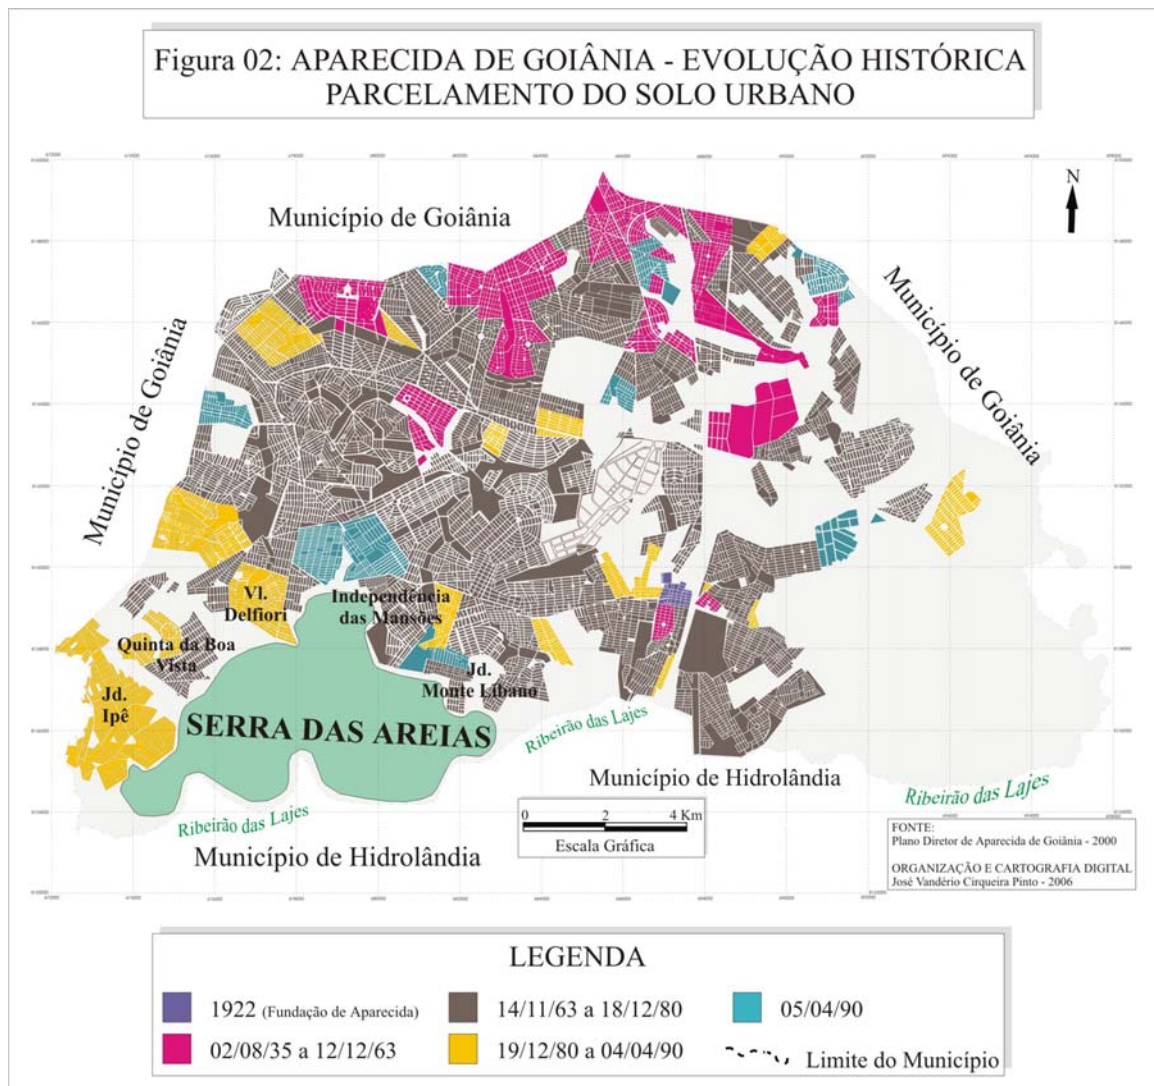 Figura 02: APARECIDA DE GOIÂNIA - EVOLUÇÃO HISTÓRICA
PARCELAMENTO DO SOLO URBANO
N
Município de Goiânia
Município de Goiânia
Município de Goiânia
Vl.
Delfiori
Independência
das Mansões
Quinta da Boa
Vista
Jd.
Monte Líbano
Jd.
Ipê
SERRA DAS AREIAS
Ribeirão das Lajes
Município de Hidrolândia
Ribeirão das Lajes
Ribeirão das Lajes
Município de Hidrolândia
0 2 4 Km
Escala Gráfica
FONTE:
Plano Diretor de Aparecida de Goiânia - 2000
ORGANIZAÇÃO E CARTOGRAFIA DIGITAL
José Vandério Cirqueira Pinto - 2006
LEGENDA
1922 (Fundação de Aparecida)
14/11/63 a 18/12/80
05/04/90
02/08/35 a 12/12/63
19/12/80 a 04/04/90
Limite do Município